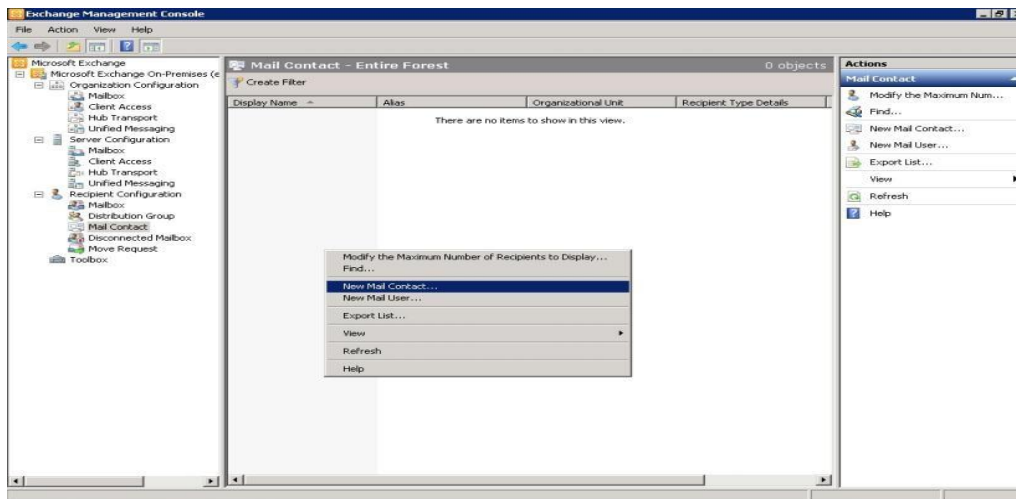 Exchange Management Console
File Action View Help
Microsoft Exchange
Microsoft Exchange On-Premises (e
Organization Configuration
Mailbox
Client Access
Hub Transport
Unified Messaging
Server Configuration
Mailbox
Client Access
Hub Transport
Unified Messaging
Recipient Configuration
Mailbox
Distribution Group
Mail Contact
Disconnected Mailbox
Move Request
Toolbox
Mail Contact - Entire Forest 0 objects
Create Filter
Display Name Alias Organizational Unit Recipient Type Details
There are no items to show in this view.
Modify the Maximum Number of Recipients to Display...
Find...
New Mail Contact...
New Mail User...
Export List...
View
Refresh
Help
Actions
Mail Contact
Modify the Maximum Num...
Find...
New Mail Contact...
New Mail User...
Export List...
View
Refresh
Help